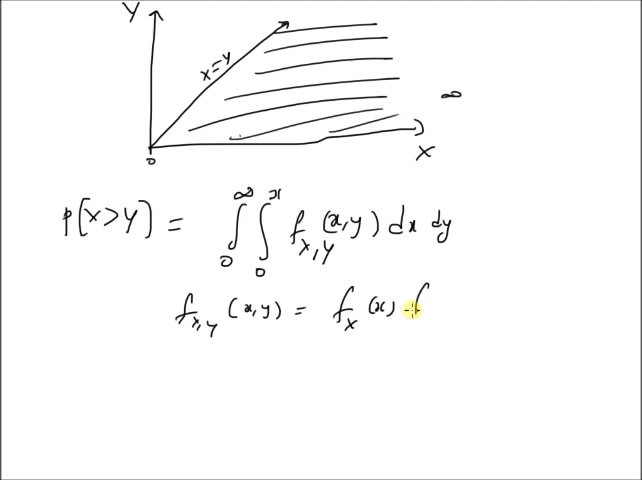 Y
x=y
∞
0
X
P[X>Y] = ∫₀^∞ ∫₀^x f_{X,Y} (x,y) dx dy
f_{X,Y} (x,y) = f_X (x) f